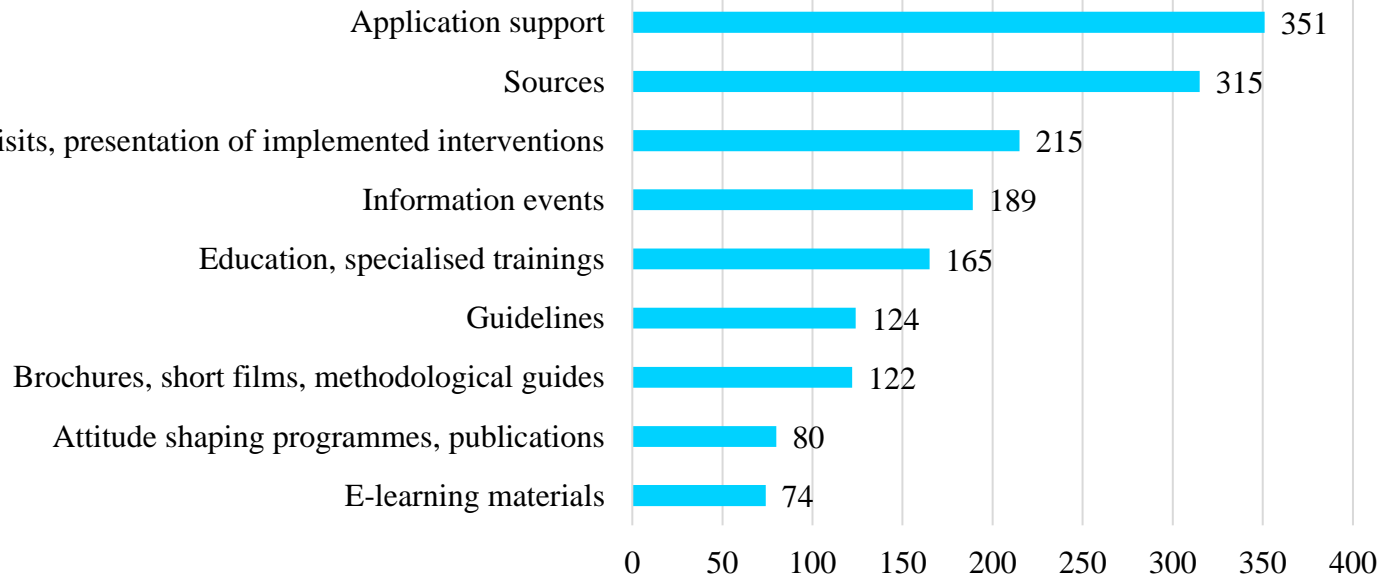 Application support 351
Sources 315
presentation of implemented interventions 215
Information events 189
Education, specialised trainings 165
Guidelines 124
Brochures, short films, methodological guides 122
Attitude shaping programmes, publications 80
E-learning materials 74
0 50 100 150 200 250 300 350 400